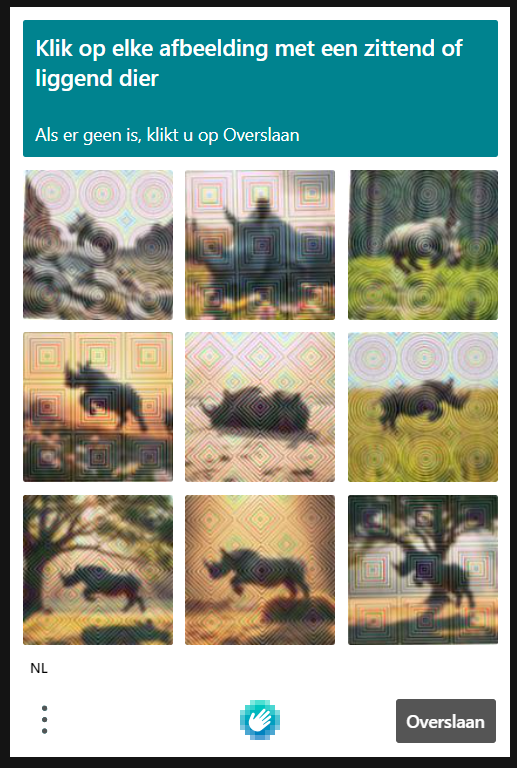 Klik op elke afbeelding met een zittend of
liggend dier
Als er geen is, klikt u op Overslaan
NL
Overslaan